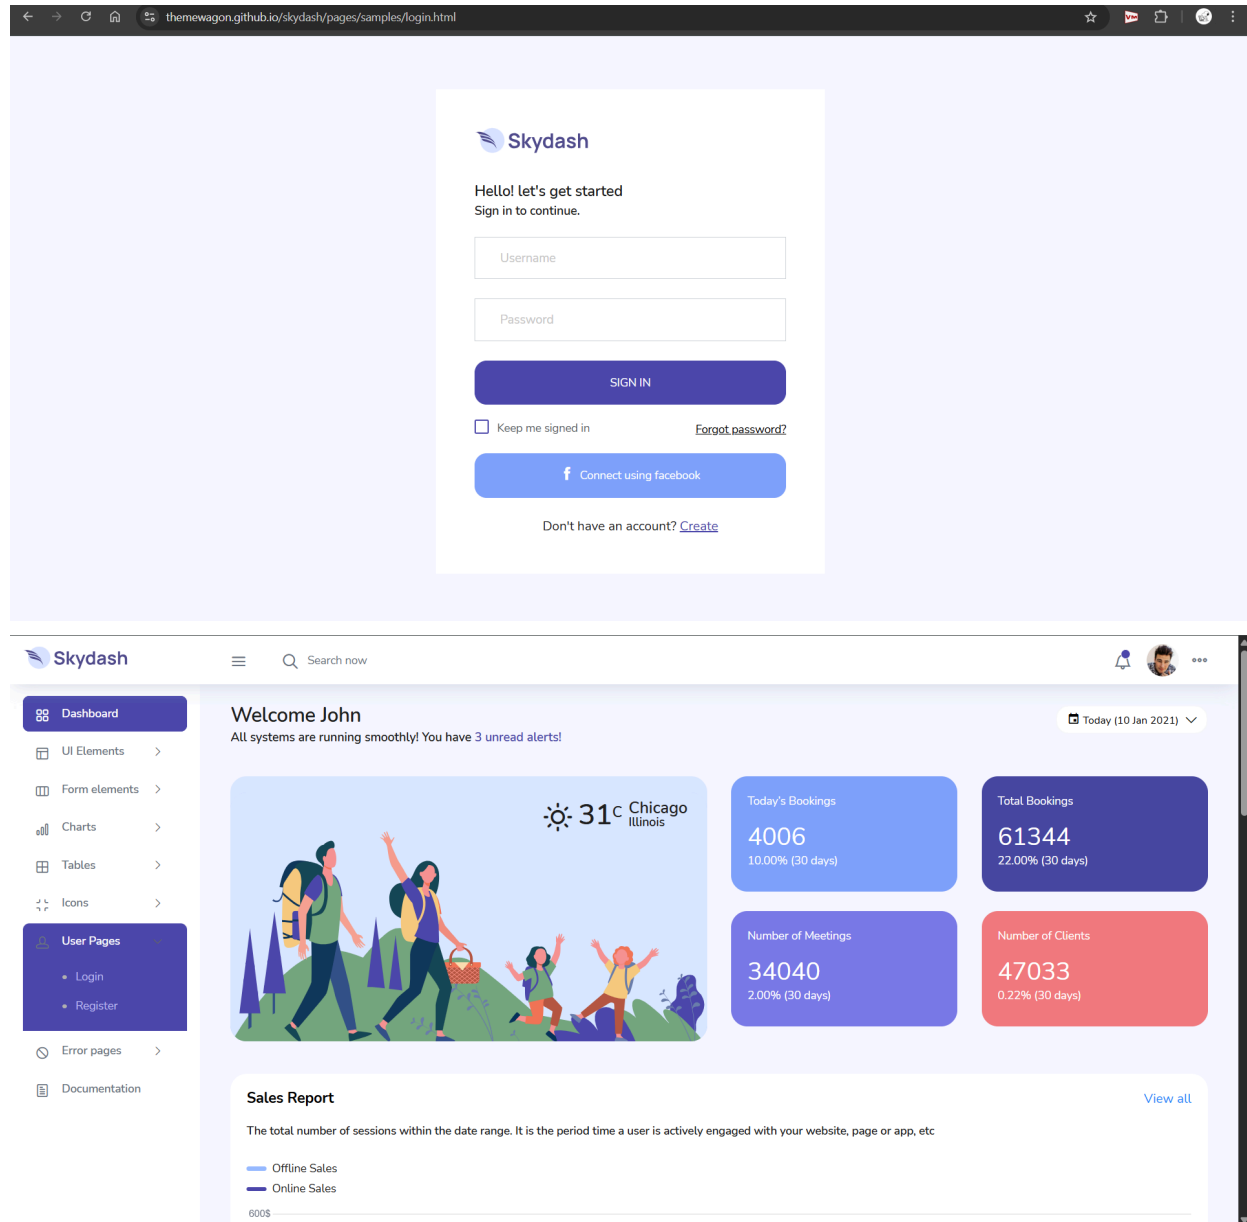 themewagon.github.io/skydash/pages/samples/login.html
VM
Skydash
Hello! let's get started
Sign in to continue.
Username
Password
SIGN IN
Keep me signed in Forgot password?
f Connect using facebook
Don't have an account? Create
Skydash
Search now
Dashboard
UI Elements
Form elements
Charts
Tables
Icons
User Pages
Login
Register
Error pages
Documentation
Welcome John
All systems are running smoothly! You have 3 unread alerts!
Today (10 Jan 2021)
31C Chicago
Illinois
Today's Bookings
4006
10.00% (30 days)
Total Bookings
61344
22.00% (30 days)
Number of Meetings
34040
2.00% (30 days)
Number of Clients
47033
0.22% (30 days)
Sales Report View all
The total number of sessions within the date range. It is the period time a user is actively engaged with your website, page or app, etc
Offline Sales
Online Sales
600$